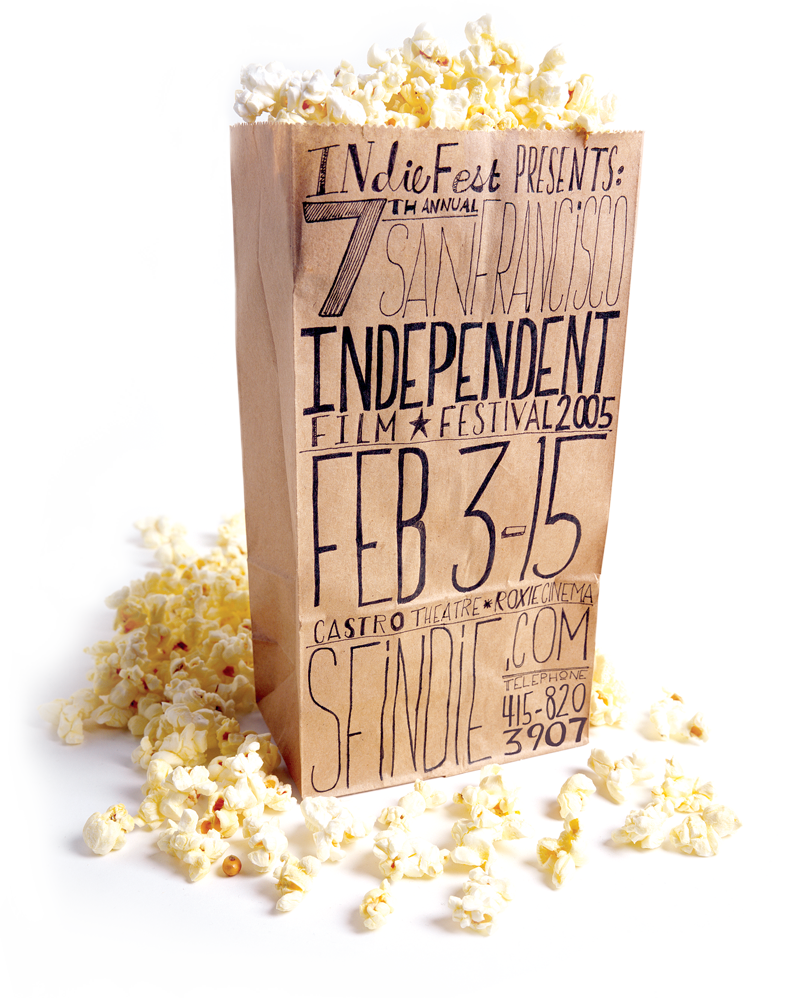 INdieFest PRESENTS:
7TH ANNUAL
SANFRANCiSCO
INDEPENDENT
FILM ★ FESTIVAL 2005
FEB 3-15
CASTRO THEATRE * ROXIE CINEMA
SFiNDiE.COM
TELEPHONE
415-820
3907